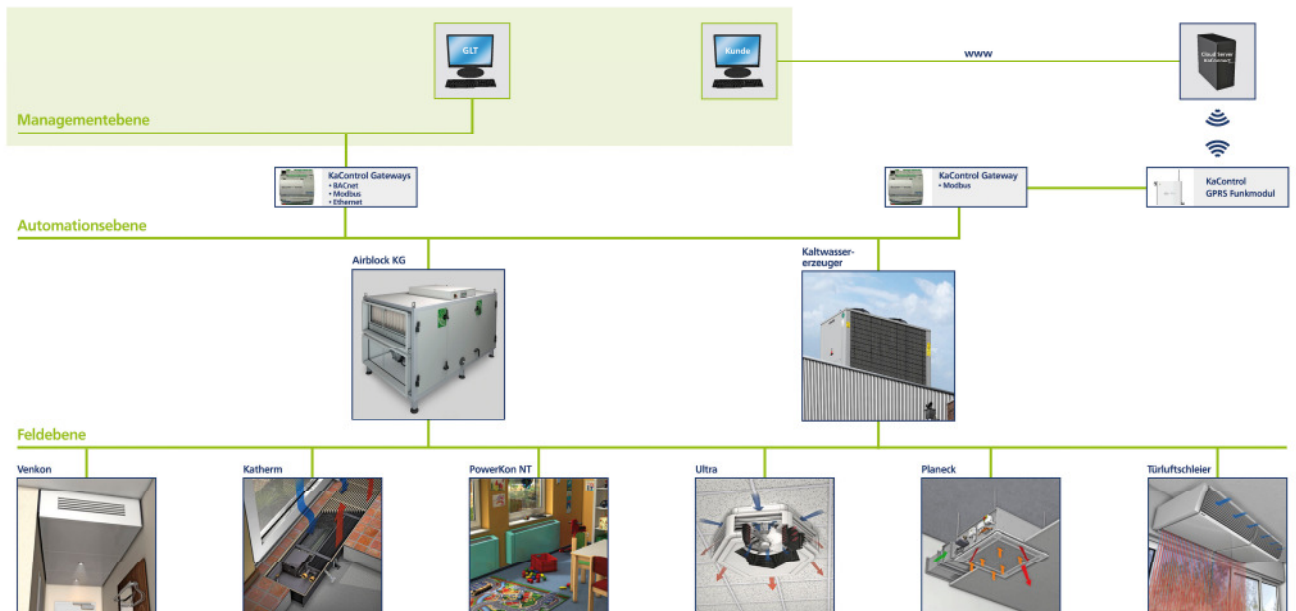 GLT
Kunde
www
Cloud Server
Managementebene
KaControl Gateways
• BACnet
• Modbus
• Ethernet
KaControl Gateway
• Modbus
KaControl
GPRS Funkmodul
Automationsebene
Airblock KG
Kaltwasser-
erzeuger
Feldebene
Venkon
Katherm
PowerKon NT
Ultra
Planeck
Türluftschleier